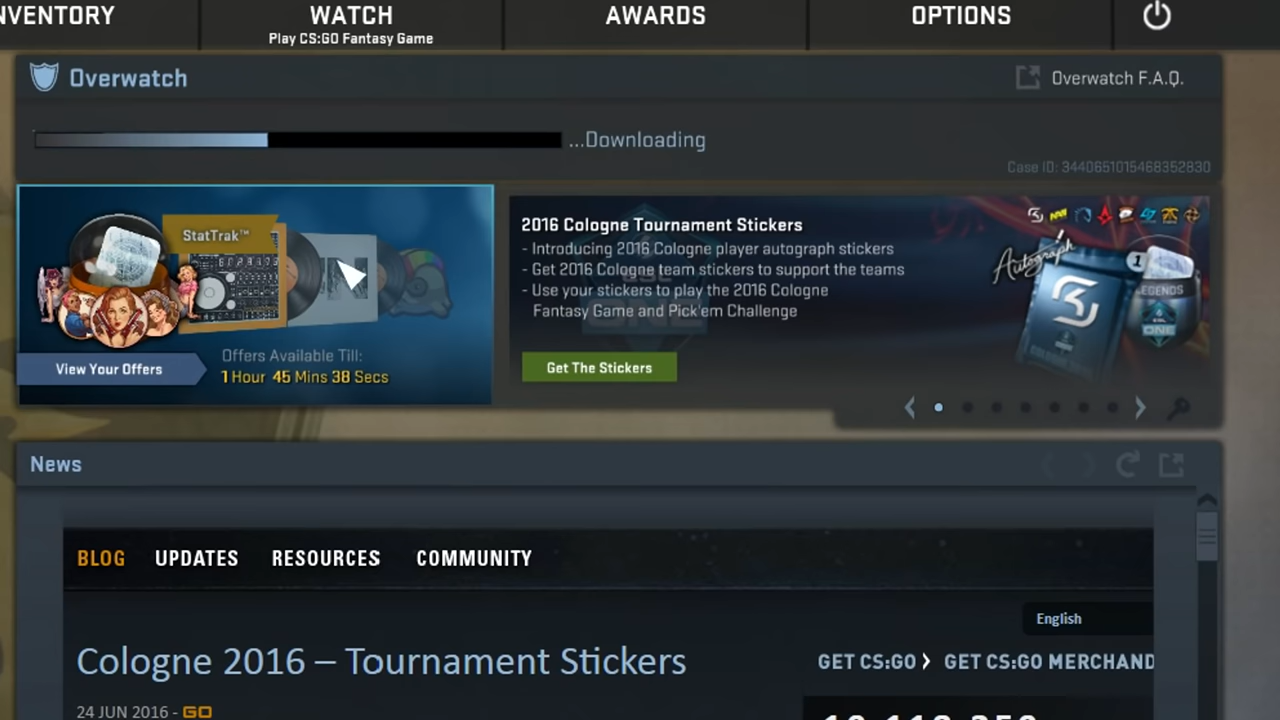 NVENTORY
WATCH
Play CS:GO Fantasy Game
AWARDS
OPTIONS
Overwatch
Overwatch F.A.Q.
...Downloading
Case ID: 3440651015468352830
StatTrak™
View Your Offers
Offers Available Till:
1 Hour 45 Mins 38 Secs
2016 Cologne Tournament Stickers
- Introducing 2016 Cologne player autograph stickers
- Get 2016 Cologne team stickers to support the teams
- Use your stickers to play the 2016 Cologne
Fantasy Game and Pick'em Challenge
Get The Stickers
Autograph
1
LEGENDS
ONE
News
BLOG UPDATES RESOURCES COMMUNITY
English
Cologne 2016 – Tournament Stickers
GET CS:GO GET CS:GO MERCHAND
24 JUN 2016 - GO